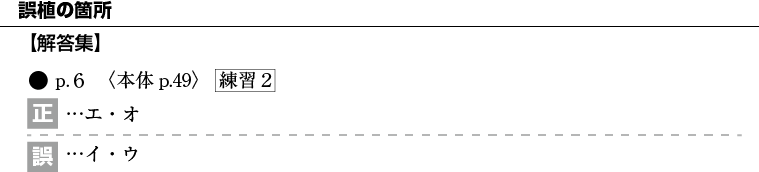 誤植の箇所
【解答集】
● p.6 〈本体 p.49〉 練習 2
正 …エ・オ
誤 …イ・ウ